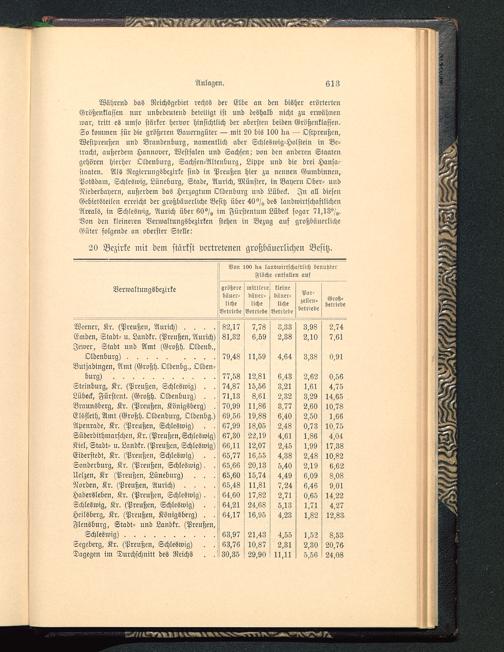 Anlagen. 613
Während das Reichsgebiet rechts der Elbe an den bisher erörterten
Größenklassen nur unbedeutend beteiligt ist und deshalb nicht zu erwähnen
war, tritt es umso stärker hervor hinsichtlich der obersten beiden Größenklassen.
So kommen für die größeren Bauerngüter — mit 20 bis 100 ha — Ostpreußen,
Westpreußen und Brandenburg, namentlich aber Schleswig-Holstein in Be-
tracht, außerdem Hannover, Westfalen und Sachsen; von den anderen Staaten
gehören hierher Oldenburg, Sachsen-Altenburg, Lippe und die drei Hansa-
staaten. Als Regierungsbezirke sind in Preußen hier zu nennen Gumbinnen,
Potsdam, Schleswig, Lüneburg, Stade, Aurich, Münster, in Bayern Ober- und
Niederbayern, außerdem das Herzogtum Oldenburg und Lübeck. In all diesen
Gebietsteilen erreicht der großbäuerliche Besitz über 40% des landwirtschaftlichen
Areals, in Schleswig, Aurich über 60% im Fürstentum Lübeck sogar 71,13%.
Von den kleineren Verwaltungsbezirken stehen in Bezug auf großbäuerliche
Güter folgende an oberster Stelle:
20 Bezirke mit dem stärkst vertretenen großbäuerlichen Besitz.
Von 100 ha landwirtschaftlich benutzter
Fläche entfallen auf
Verwaltungsbezirke
größere bäuer- liche Betriebe
mittlere bäuer- liche Betriebe
kleine bäuer- liche Betriebe
Par- zellen- betriebe
Groß- betriebe
Werner, Kr. (Preußen, Aurich) . . . . 82,17 7,78 3,33 3,98 2,74
Emden, Stadt- u. Landkr. (Preußen, Aurich) 81,32 6,59 2,38 2,10 7,61
Jever, Stadt und Amt (Großh. Oldenb.,
Oldenburg) . . . . . . . . . . 79,48 11,59 4,64 3,38 0,91
Butjadingen, Amt (Großh. Oldenbg., Olden-
burg) . . . . . . . . . . . . 77,58 12,81 6,43 2,62 0,56
Steinburg, Kr. (Preußen, Schleswig) . . 74,87 15,56 3,21 1,61 4,75
Lübeck, Fürstent. (Großh. Oldenburg) . . 71,13 8,61 2,32 3,29 14,65
Braunsberg, Kr. (Preußen, Königsberg) . 70,99 11,86 3,77 2,60 10,78
Elsfleth, Amt (Großh. Oldenburg, Oldenbg.) 69,56 19,88 6,40 2,50 1,66
Apenrade, Kr. (Preußen, Schleswig) . . 67,99 18,05 2,48 0,73 10,75
Süderdithmarschen, Kr. (Preußen, Schleswig) 67,30 22,19 4,61 1,86 4,04
Kiel, Stadt- u. Landkr. (Preußen, Schleswig) 66,11 12,07 2,45 1,99 17,38
Eiderstedt, Kr. (Preußen, Schleswig) . . 65,77 16,55 4,38 2,48 10,82
Sonderburg, Kr. (Preußen, Schleswig) . . 65,66 20,13 5,40 2,19 6,62
Uelzen, Kr. (Preußen, Lüneburg) . . . 65,60 15,74 4,49 6,09 8,08
Norden, Kr. (Preußen, Aurich) . . . . 65,48 11,81 7,24 6,46 9,01
Hadersleben, Kr. (Preußen, Schleswig) . . 64,60 17,82 2,71 0,65 14,22
Schleswig, Kr. (Preußen, Schleswig) . . . 64,21 24,68 5,13 1,71 4,27
Heilsberg, Kr. (Preußen, Königsberg) . . 64,17 16,95 4,23 1,82 12,83
Flensburg, Stadt- und Landkr. (Preußen,
Schleswig) . . . . . . . . . . 63,97 21,43 4,55 1,52 8,53
Segeberg, Kr. (Preußen, Schleswig) . . 63,76 10,87 2,31 2,30 20,76
Dagegen im Durchschnitt des Reichs . . 30,35 29,90 11,11 5,56 24,08